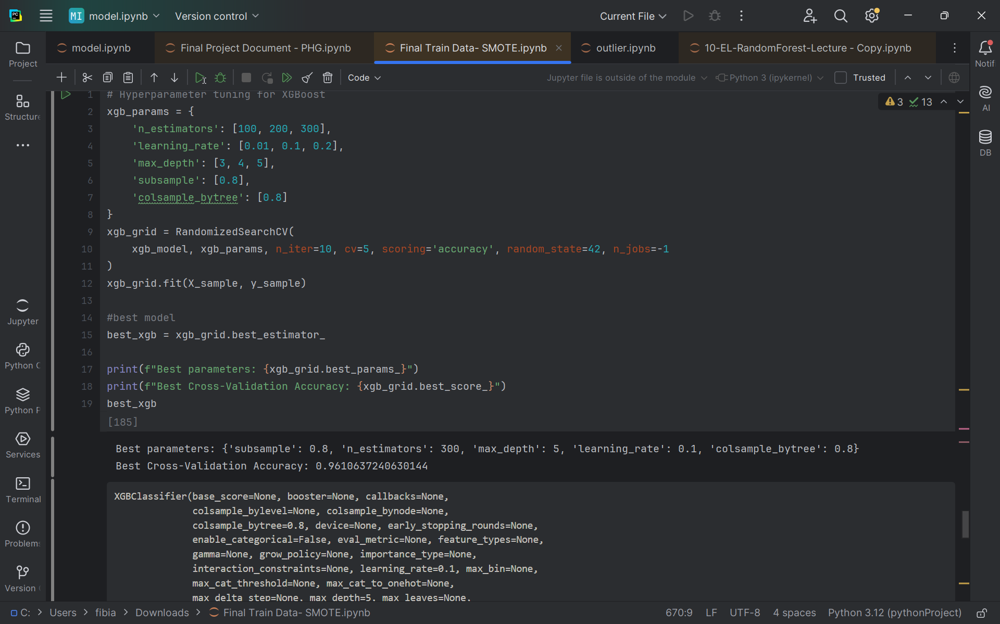 PC
MI model.ipynb
Version control
Current File
model.ipynb
Final Project Document - PHG.ipynb
Final Train Data- SMOTE.ipynb
outlier.ipynb
10-EL-RandomForest-Lecture - Copy.ipynb
Code
Jupyter file is outside of the module
Python 3 (ipykernel)
Trusted
3 13
Project
Structure
Jupyter
Python C
Python P
Services
Terminal
Problems
Version
Notif
AI
DB
1 # Hyperparameter tuning for XGBoost
2 xgb_params = {
3 'n_estimators': [100, 200, 300],
4 'learning_rate': [0.01, 0.1, 0.2],
5 'max_depth': [3, 4, 5],
6 'subsample': [0.8],
7 'colsample_bytree': [0.8]
8 }
9 xgb_grid = RandomizedSearchCV(
10 xgb_model, xgb_params, n_iter=10, cv=5, scoring='accuracy', random_state=42, n_jobs=-1
11 )
12 xgb_grid.fit(X_sample, y_sample)
13
14 #best model
15 best_xgb = xgb_grid.best_estimator_
16
17 print(f"Best parameters: {xgb_grid.best_params_}")
18 print(f"Best Cross-Validation Accuracy: {xgb_grid.best_score_}")
19 best_xgb
[185]
Best parameters: {'subsample': 0.8, 'n_estimators': 300, 'max_depth': 5, 'learning_rate': 0.1, 'colsample_bytree': 0.8}
Best Cross-Validation Accuracy: 0.9610637240630144
XGBClassifier(base_score=None, booster=None, callbacks=None,
colsample_bylevel=None, colsample_bynode=None,
colsample_bytree=0.8, device=None, early_stopping_rounds=None,
enable_categorical=False, eval_metric=None, feature_types=None,
gamma=None, grow_policy=None, importance_type=None,
interaction_constraints=None, learning_rate=0.1, max_bin=None,
max_cat_threshold=None, max_cat_to_onehot=None,
max_delta_step=None, max_depth=5, max_leaves=None,
C: > Users > fibia > Downloads > Final Train Data- SMOTE.ipynb
670:9 LF UTF-8 4 spaces Python 3.12 (pythonProject)